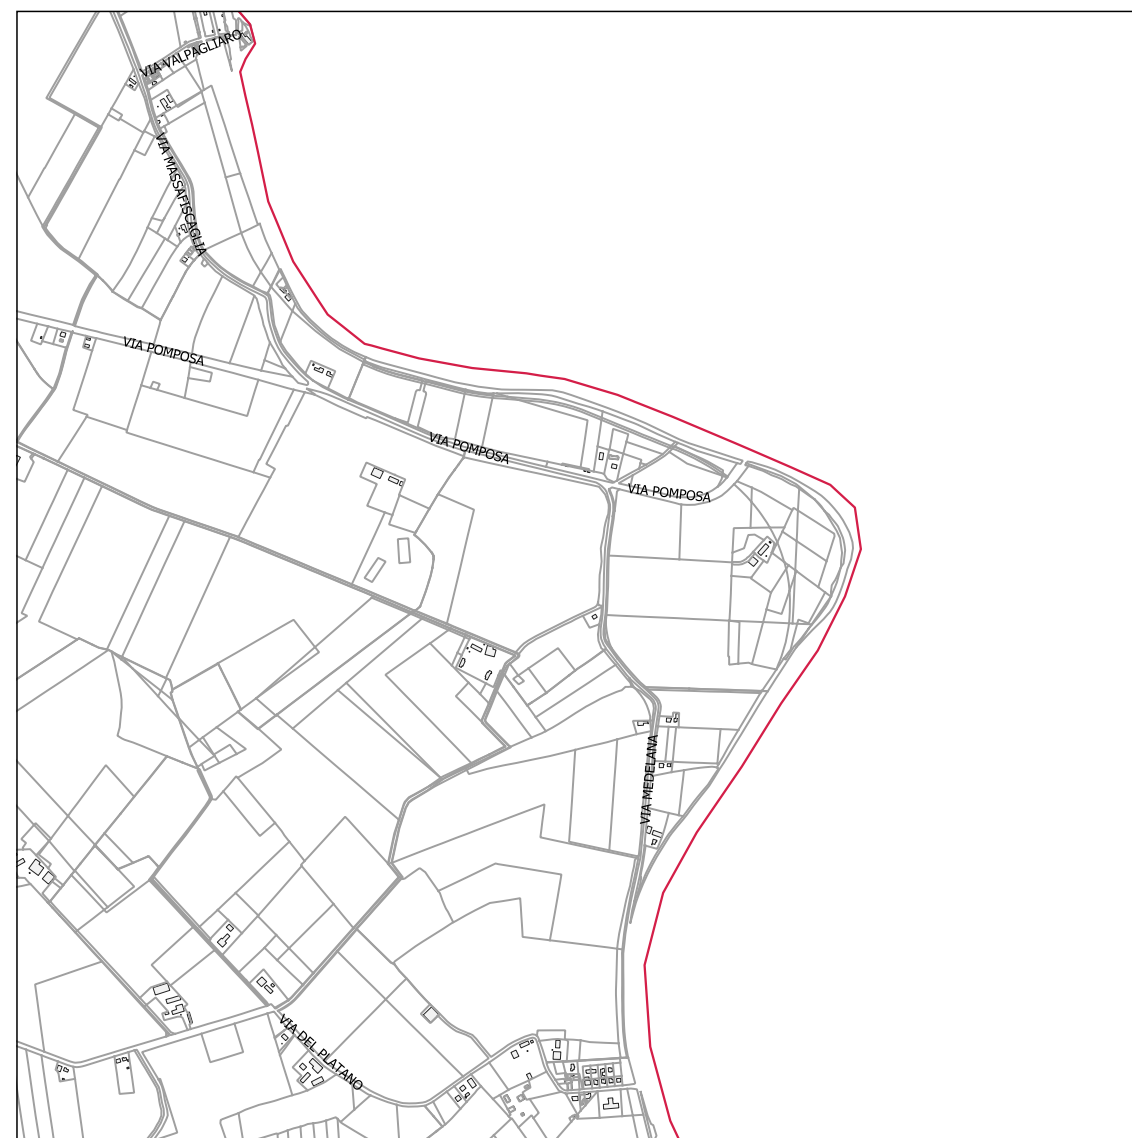 VIA VALPAGLIARO
VIA MASSAFISCAGLIA
VIA POMPOSA
VIA POMPOSA
VIA POMPOSA
VIA MEDELANA
VIA DEL PLATANO